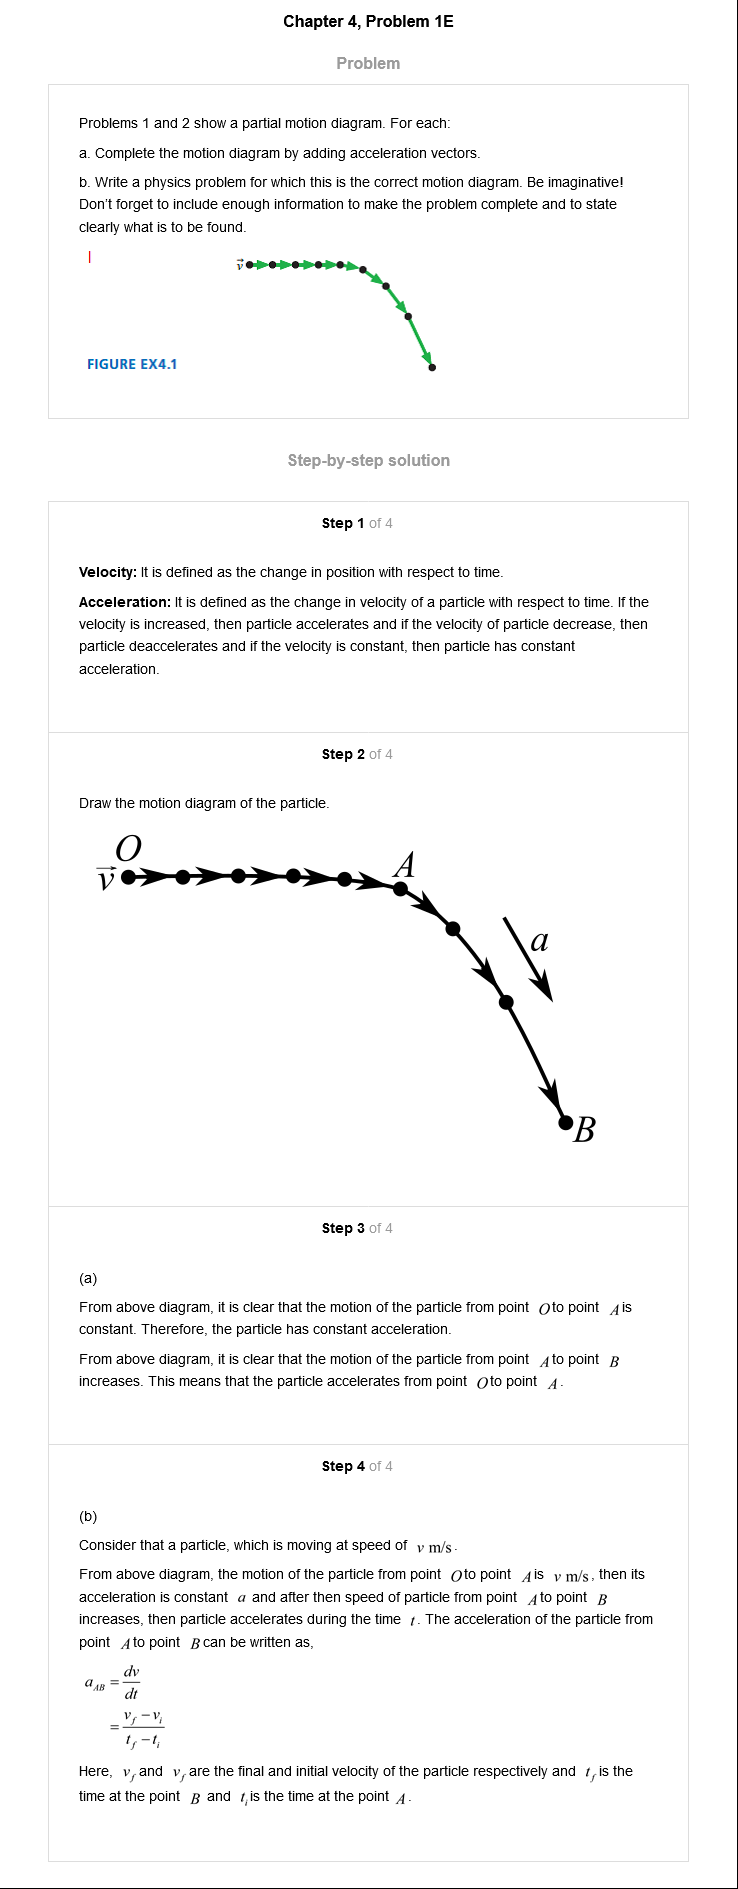 Chapter 4, Problem 1E
Problem
Problems 1 and 2 show a partial motion diagram. For each:
a. Complete the motion diagram by adding acceleration vectors.
b. Write a physics problem for which this is the correct motion diagram. Be imaginative!
Don't forget to include enough information to make the problem complete and to state
clearly what is to be found.
|
v⃗
FIGURE EX4.1
Step-by-step solution
Step 1 of 4
Velocity: It is defined as the change in position with respect to time.
Acceleration: It is defined as the change in velocity of a particle with respect to time. If the
velocity is increased, then particle accelerates and if the velocity of particle decrease, then
particle deaccelerates and if the velocity is constant, then particle has constant
acceleration.
Step 2 of 4
Draw the motion diagram of the particle.
O
v⃗
A
a
B
Step 3 of 4
(a)
From above diagram, it is clear that the motion of the particle from point O to point A is
constant. Therefore, the particle has constant acceleration.
From above diagram, it is clear that the motion of the particle from point A to point B
increases. This means that the particle accelerates from point O to point A.
Step 4 of 4
(b)
Consider that a particle, which is moving at speed of v m/s.
From above diagram, the motion of the particle from point O to point A is v m/s, then its
acceleration is constant a and after then speed of particle from point A to point B
increases, then particle accelerates during the time t. The acceleration of the particle from
point A to point B can be written as,
a_AB = dv/dt
= (v_f − v_i)/(t_f − t_i)
Here, v_f and v_f are the final and initial velocity of the particle respectively and t_f is the
time at the point B and t_i is the time at the point A.